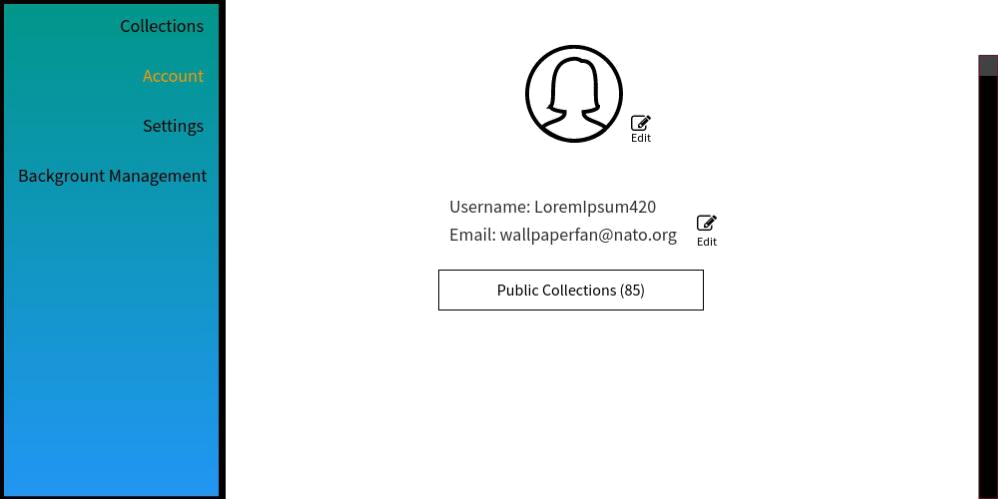 Collections
Account
Settings
Backgrount Management
Edit
Username: LoremIpsum420
Email: wallpaperfan@nato.org
Edit
Public Collections (85)